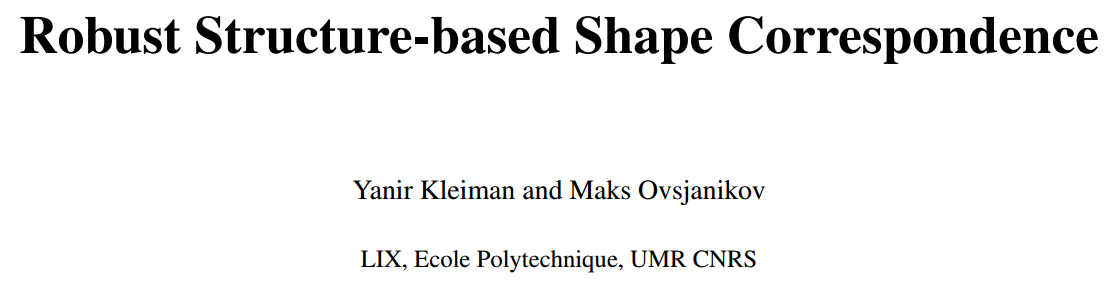 Robust Structure-based Shape Correspondence
Yanir Kleiman and Maks Ovsjanikov
LIX, Ecole Polytechnique, UMR CNRS